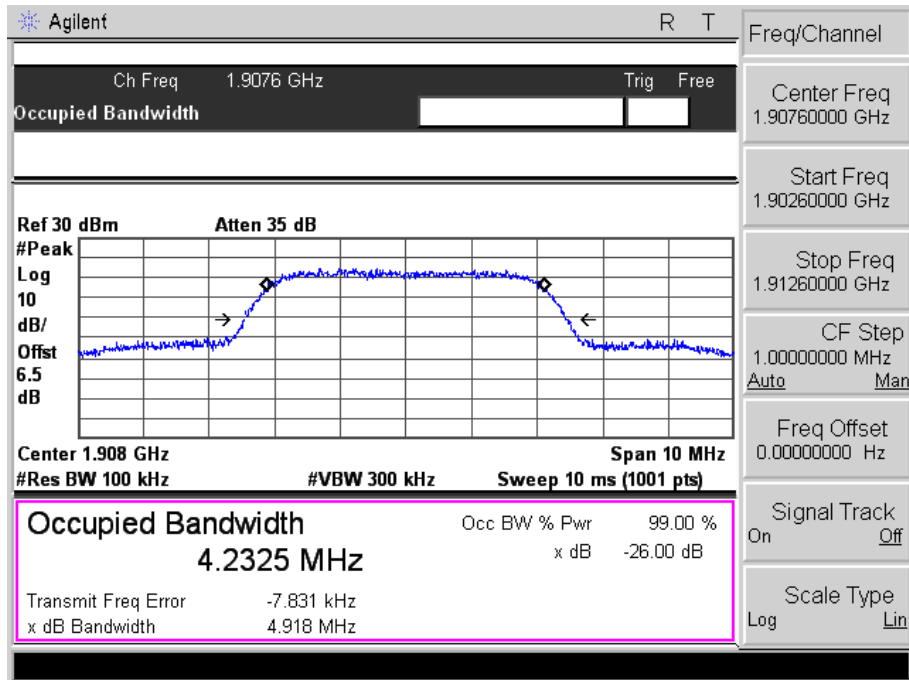 Agilent R T
Ch Freq 1.9076 GHz Trig Free
Occupied Bandwidth
Ref 30 dBm Atten 35 dB
#Peak
Log
10
dB/
Offst
6.5
dB
Center 1.908 GHz Span 10 MHz
#Res BW 100 kHz #VBW 300 kHz Sweep 10 ms (1001 pts)
Occupied Bandwidth
4.2325 MHz
Occ BW % Pwr 99.00 %
x dB -26.00 dB
Transmit Freq Error -7.831 kHz
x dB Bandwidth 4.918 MHz
Freq/Channel
Center Freq
1.90760000 GHz
Start Freq
1.90260000 GHz
Stop Freq
1.91260000 GHz
CF Step
1.00000000 MHz
Auto Man
Freq Offset
0.00000000 Hz
Signal Track
On Off
Scale Type
Log Lin